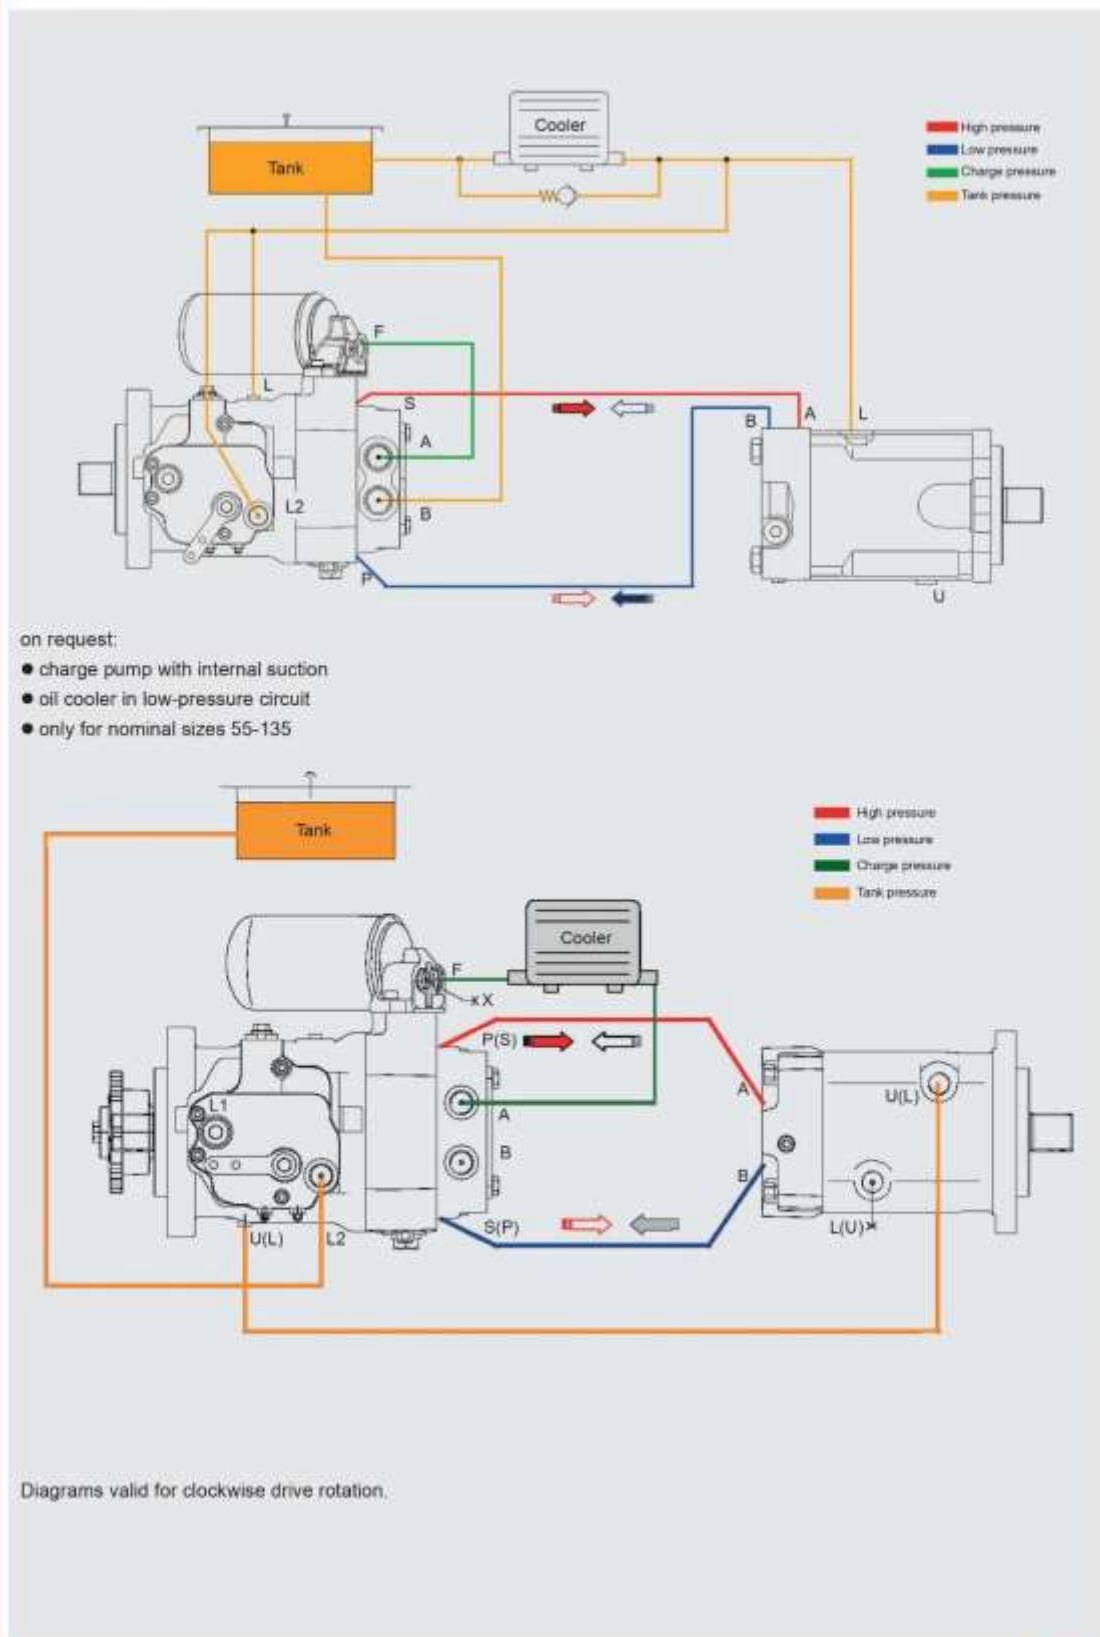 Cooler
Tank
High pressure
Low pressure
Charge pressure
Tank pressure
F
L
S
A
B
L2
P
B
A
L
U
on request:
● charge pump with internal suction
● oil cooler in low-pressure circuit
● only for nominal sizes 55-135
Tank
High pressure
Low pressure
Charge pressure
Tank pressure
Cooler
F
X
P(S)
A
B
S(P)
L1
U(L)
L2
A
B
U(L)
L(U)
Diagrams valid for clockwise drive rotation.